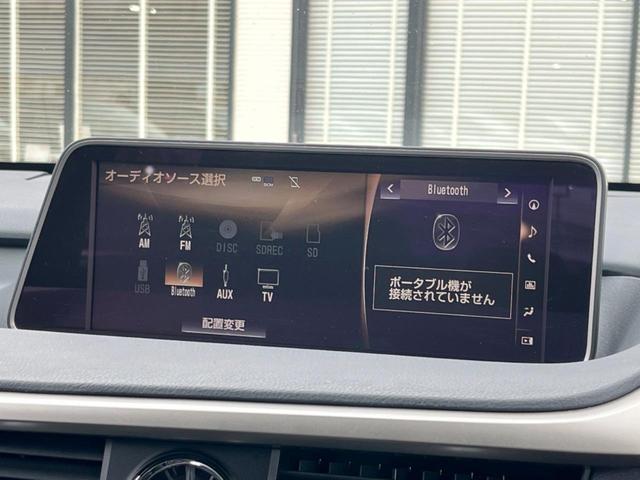 オーディオソース選択
DCM
AM
FM
DISC
SDREC
SD
USB
Bluetooth
AUX
TV
配置変更
Bluetooth
ポータブル機が
接続されていません